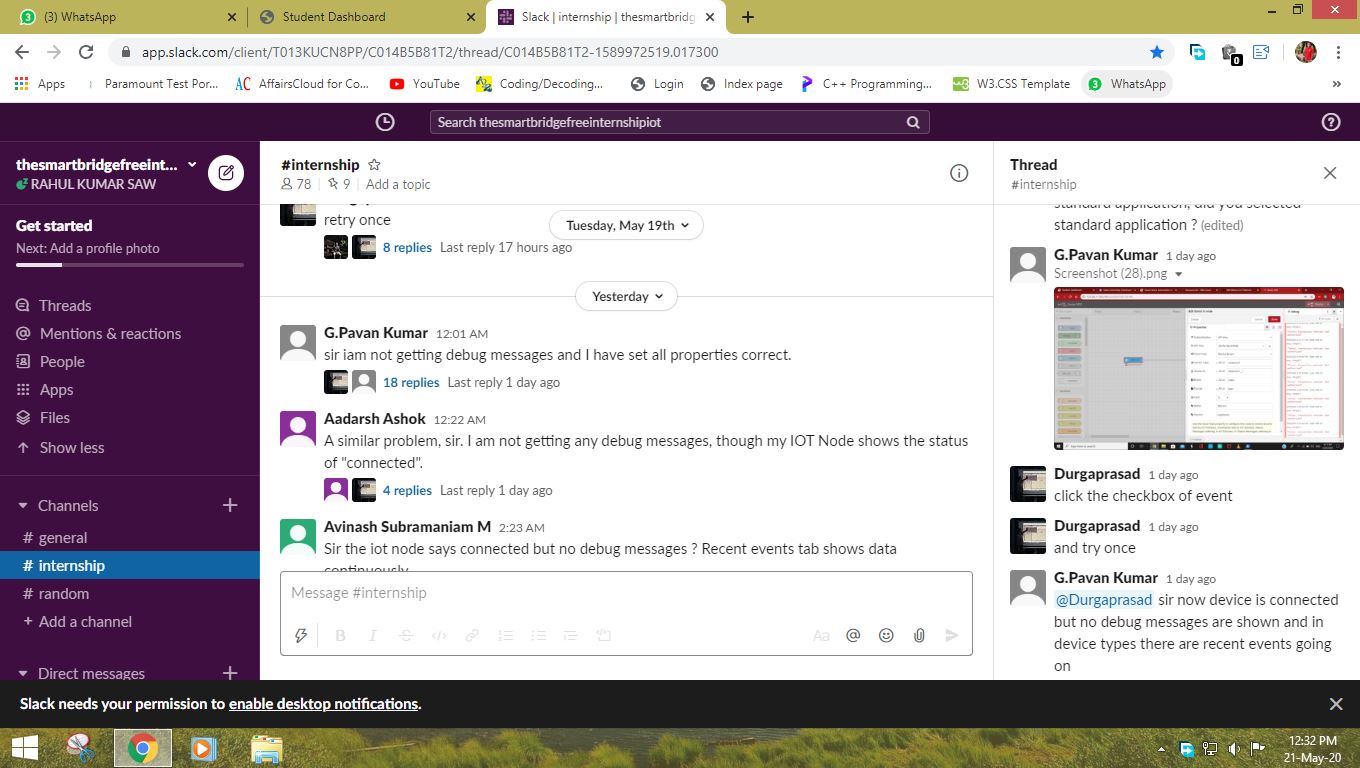 (3) WhatsApp
Student Dashboard
Slack | internship | thesmartbridg
app.slack.com/client/T013KUCN8PP/C014B5B81T2/thread/C014B5B81T2-1589972519.017300
0
Apps
Paramount Test Por...
AffairsCloud for Co...
YouTube
Coding/Decoding...
Login
Index page
C++ Programming...
W3.CSS Template
WhatsApp
Search thesmartbridgefreeinternshipiot
thesmartbridgefreeint...
RAHUL KUMAR SAW
Get started
Next: Add a profile photo
Threads
Mentions & reactions
People
Apps
Files
Show less
Channels
# general
# internship
# random
+ Add a channel
Direct messages
#internship
78 | 9 | Add a topic
retry once
Tuesday, May 19th
8 replies Last reply 17 hours ago
Yesterday
G.Pavan Kumar 12:01 AM
sir iam not getting debug messages and I have set all properties correct.
18 replies Last reply 1 day ago
Aadarsh Ashok 12:22 AM
A similar problem, sir. I am not getting any debug messages, though my IOT Node shows the status
of "connected".
4 replies Last reply 1 day ago
Avinash Subramaniam M 2:23 AM
Sir the iot node says connected but no debug messages ? Recent events tab shows data
continuously
Message #internship
Thread
#internship
standard application, did you selected
standard application ? (edited)
G.Pavan Kumar 1 day ago
Screenshot (28).png
Durgaprasad 1 day ago
click the checkbox of event
Durgaprasad 1 day ago
and try once
G.Pavan Kumar 1 day ago
@Durgaprasad sir now device is connected
but no debug messages are shown and in
device types there are recent events going
on
Slack needs your permission to enable desktop notifications.
12:32 PM
21-May-20